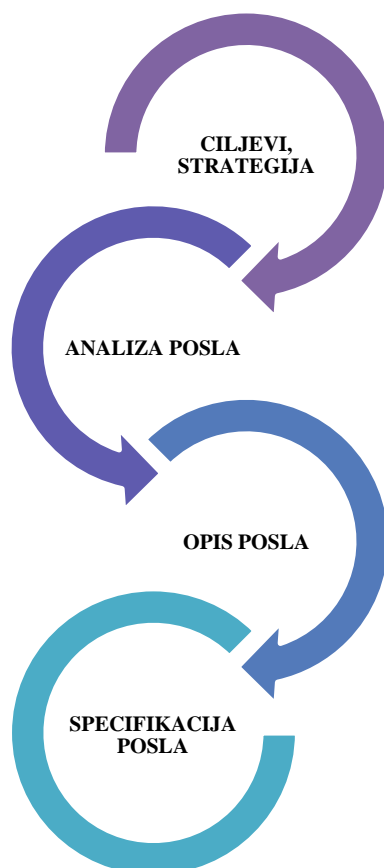 CILJEVI,
STRATEGIJA
ANALIZA POSLA
OPIS POSLA
SPECIFIKACIJA
POSLA